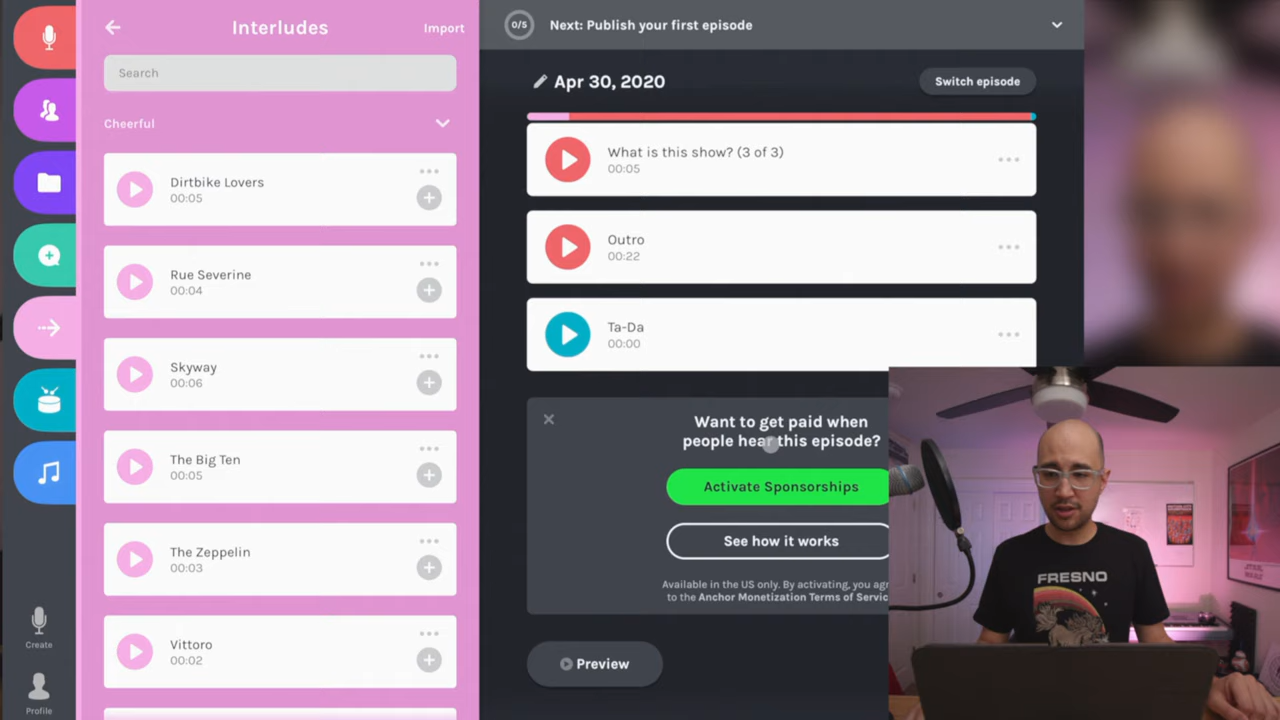 Interludes
Import
Search
Cheerful
Dirtbike Lovers
00:05
Rue Severine
00:04
Skyway
00:06
The Big Ten
00:05
The Zeppelin
00:03
Vittoro
00:02
Create
Profile
0/5
Next: Publish your first episode
Apr 30, 2020
Switch episode
What is this show? (3 of 3)
00:05
Outro
00:22
Ta-Da
00:00
Want to get paid when
people hear this episode?
Activate Sponsorships
See how it works
Available in the US only. By activating, you agre
to the Anchor Monetization Terms of Servic
Preview
FRESNO